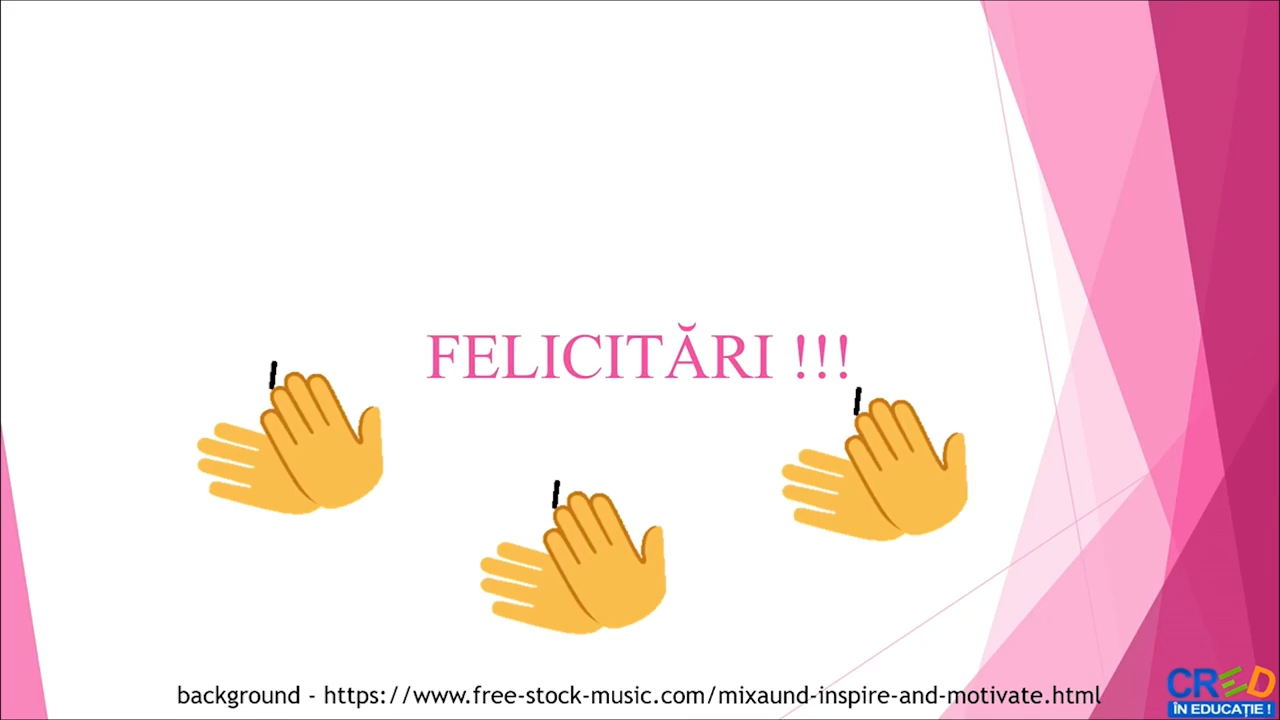 FELICITĂRI !!!
background - https://www.free-stock-music.com/mixaund-inspire-and-motivate.html
CRED
ÎN EDUCAȚIE !